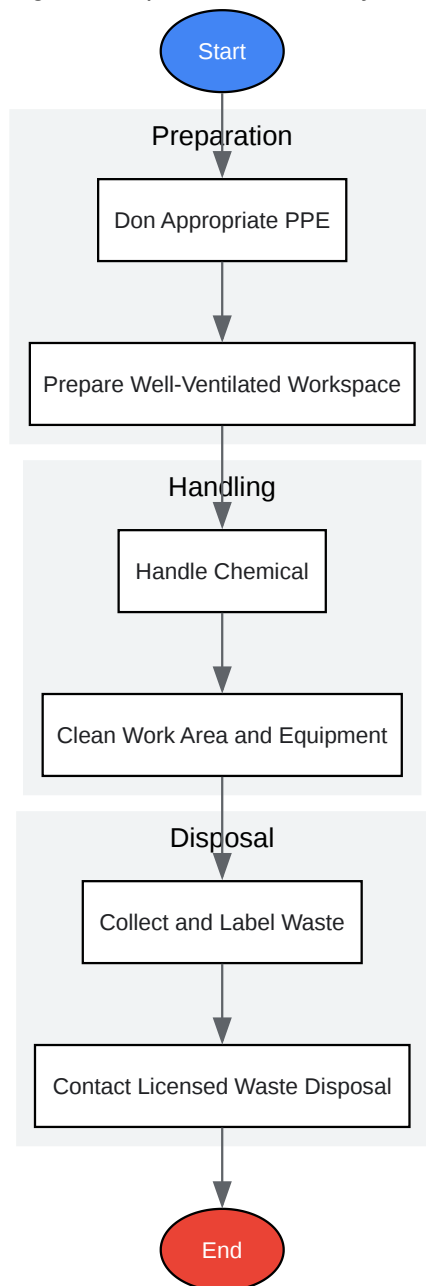 Start
Preparation
Don Appropriate PPE
Prepare Well-Ventilated Workspace
Handling
Handle Chemical
Clean Work Area and Equipment
Disposal
Collect and Label Waste
Contact Licensed Waste Disposal
End